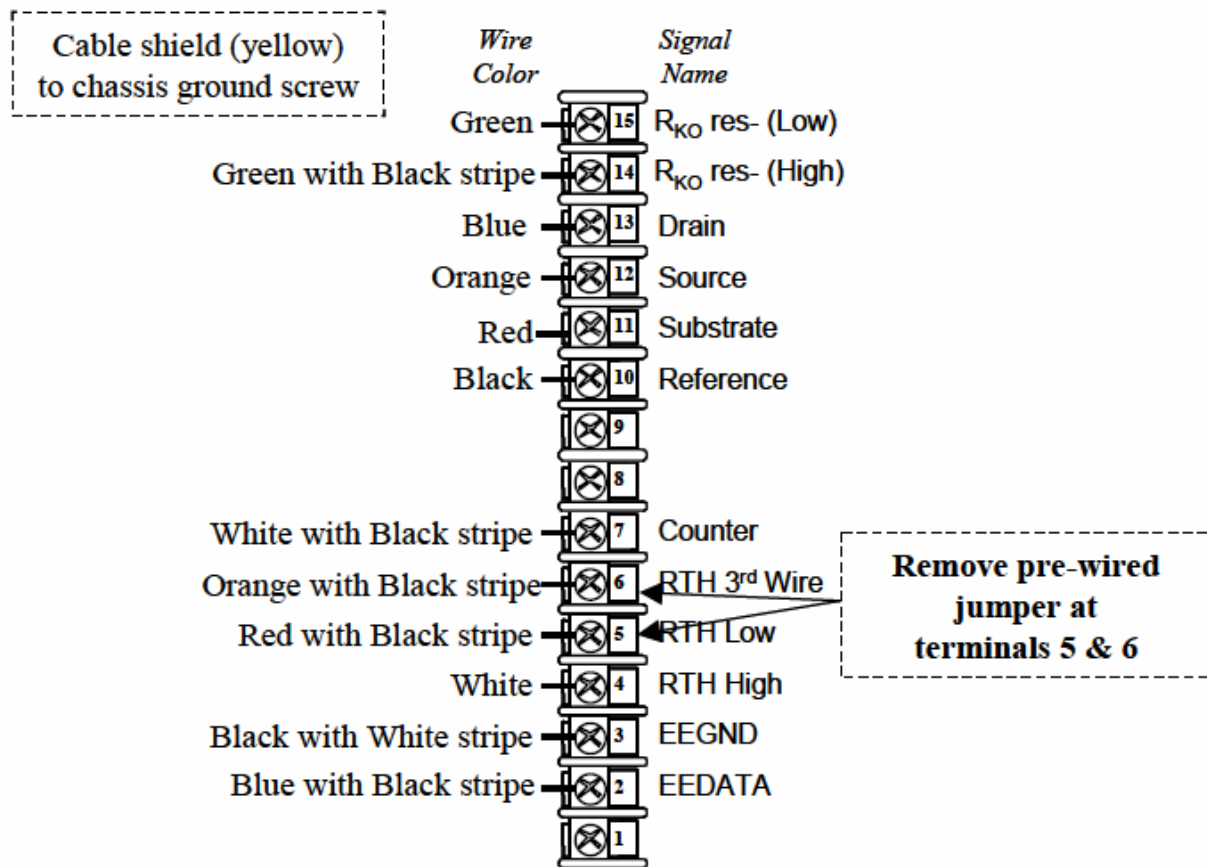 Cable shield (yellow)
to chassis ground screw
Wire
Color
Signal
Name
Green 15 RKO res- (Low)
Green with Black stripe 14 RKO res- (High)
Blue 13 Drain
Orange 12 Source
Red 11 Substrate
Black 10 Reference
9
8
White with Black stripe 7 Counter
Orange with Black stripe 6 RTH 3rd Wire
Red with Black stripe 5 RTH Low
White 4 RTH High
Black with White stripe 3 EEGND
Blue with Black stripe 2 EEDATA
1
Remove pre-wired
jumper at
terminals 5 & 6